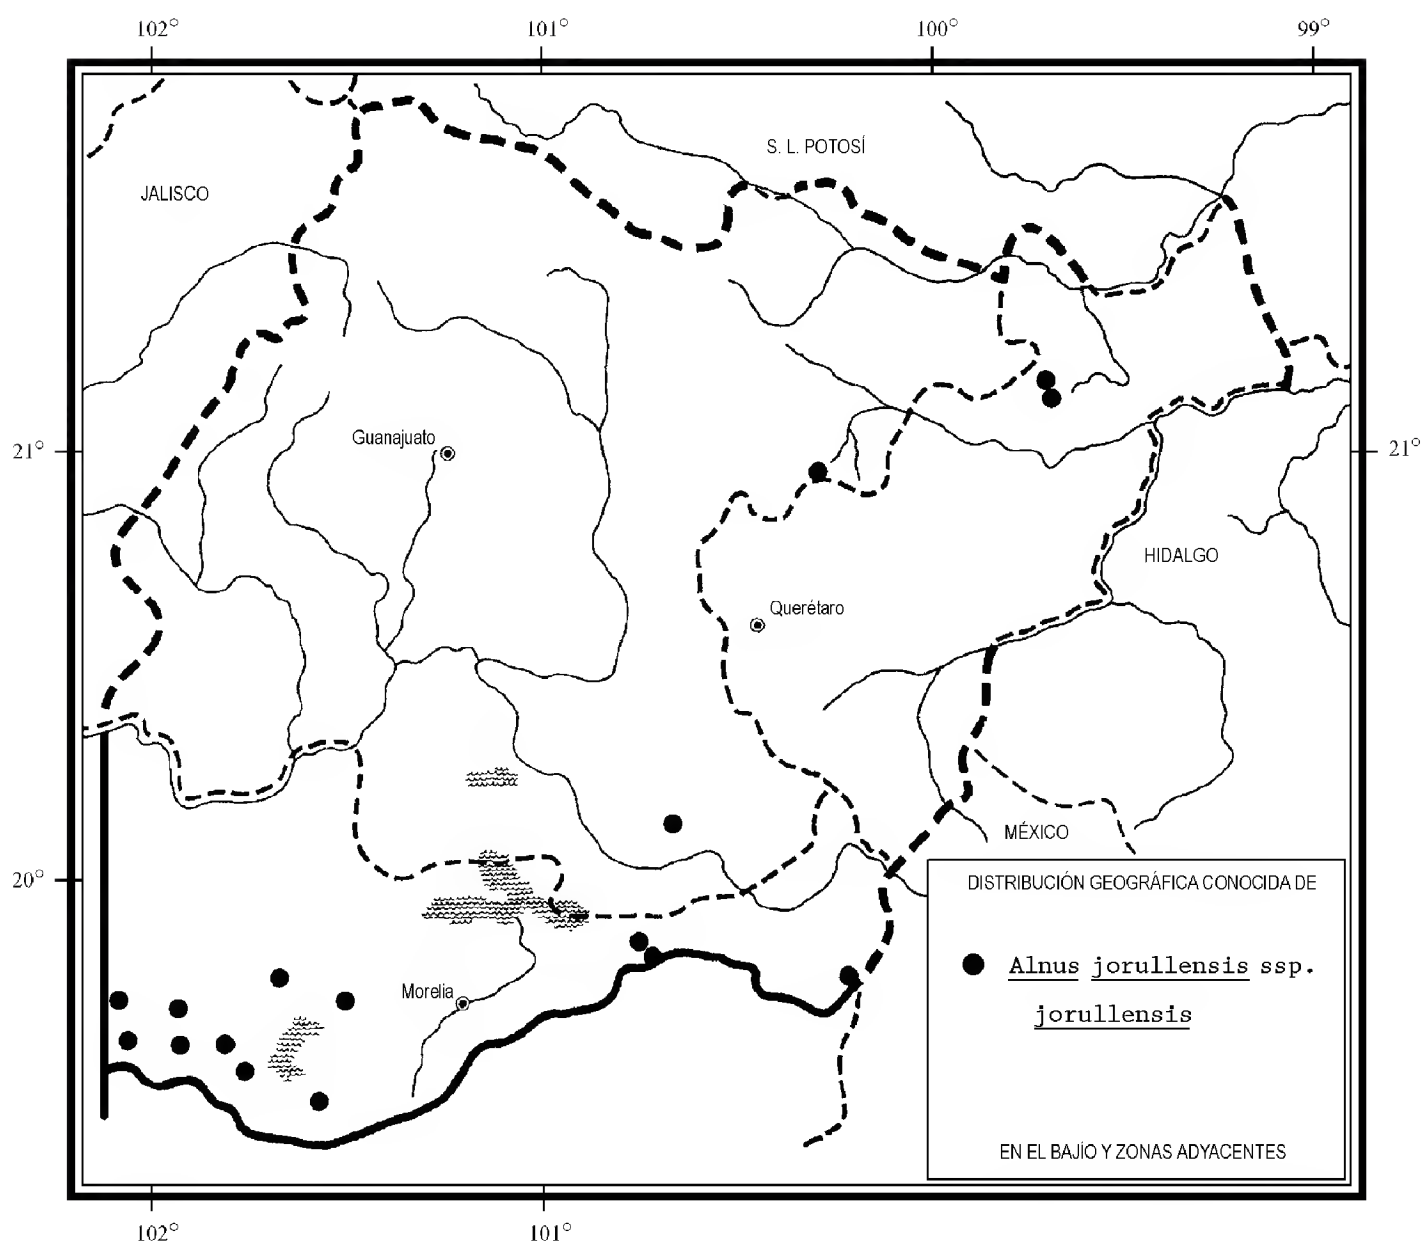 102°
101°
100°
99°
S. L. POTOSÍ
JALISCO
Guanajuato
21°
21°
HIDALGO
Querétaro
MÉXICO
20°
DISTRIBUCIÓN GEOGRÁFICA CONOCIDA DE
Alnus jorullensis ssp.
jorullensis
Morelia
EN EL BAJÍO Y ZONAS ADYACENTES
102°
101°